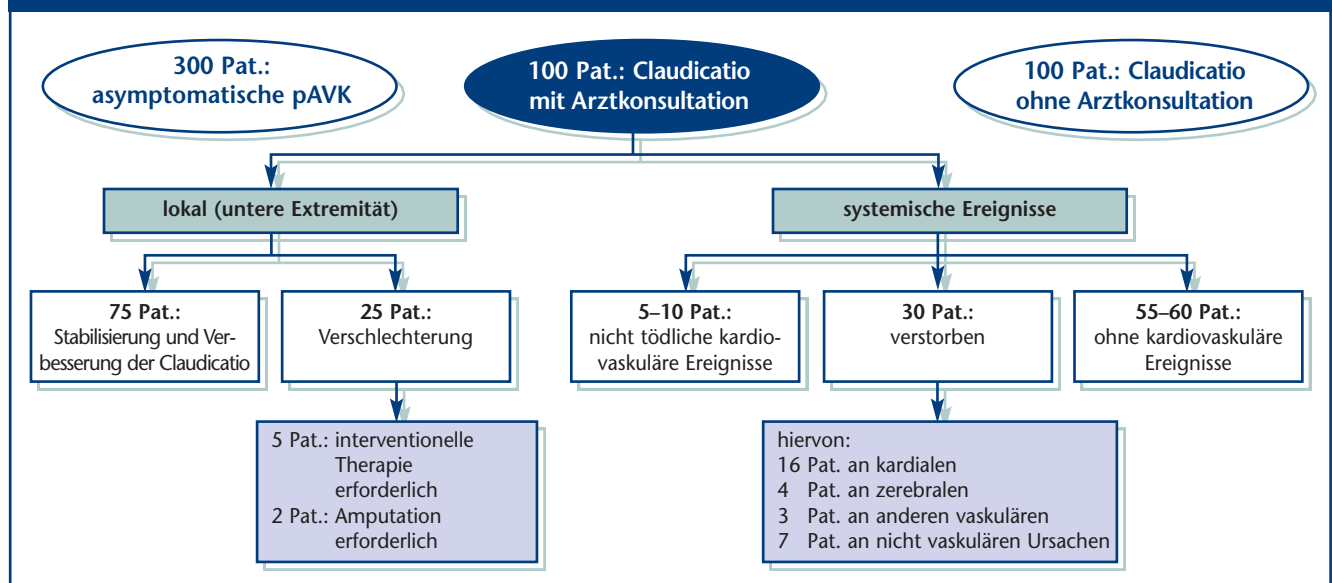 300 Pat.:
asymptomatische pAVK
100 Pat.: Claudicatio
mit Arztkonsultation
100 Pat.: Claudicatio
ohne Arztkonsultation
lokal (untere Extremität)
systemische Ereignisse
75 Pat.:
Stabilisierung und Ver-
besserung der Claudicatio
25 Pat.:
Verschlechterung
5–10 Pat.:
nicht tödliche kardio-
vaskuläre Ereignisse
30 Pat.:
verstorben
55–60 Pat.:
ohne kardiovaskuläre
Ereignisse
5 Pat.: interventionelle
Therapie
erforderlich
2 Pat.: Amputation
erforderlich
hiervon:
16 Pat. an kardialen
4 Pat. an zerebralen
3 Pat. an anderen vaskulären
7 Pat. an nicht vaskulären Ursachen